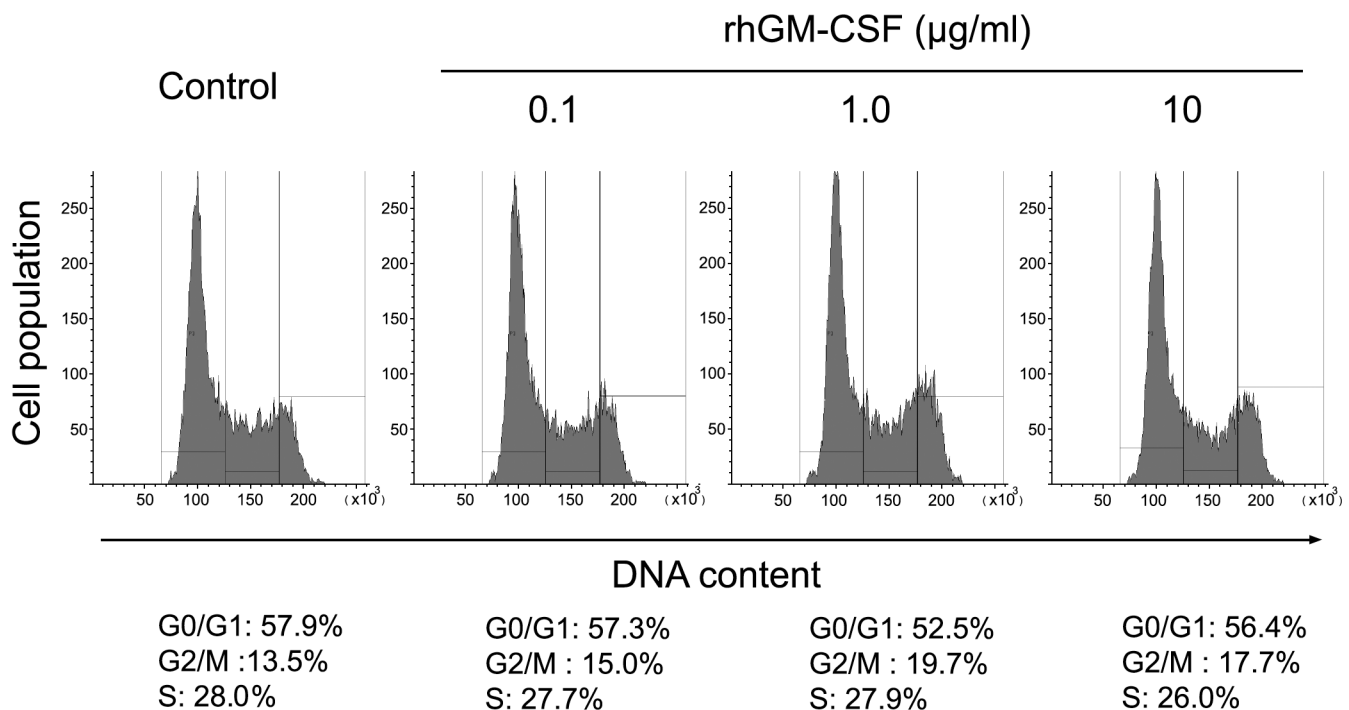 rhGM-CSF (µg/ml)
Control
0.1
1.0
10
Cell population
250
200
150
100
50
50 100 150 200 (x10³)
250
200
150
100
50
50 100 150 200 (x10³)
250
200
150
100
50
50 100 150 200 (x10³)
250
200
150
100
50
50 100 150 200 (x10³)
DNA content
G0/G1: 57.9%
G2/M :13.5%
S: 28.0%
G0/G1: 57.3%
G2/M : 15.0%
S: 27.7%
G0/G1: 52.5%
G2/M : 19.7%
S: 27.9%
G0/G1: 56.4%
G2/M : 17.7%
S: 26.0%